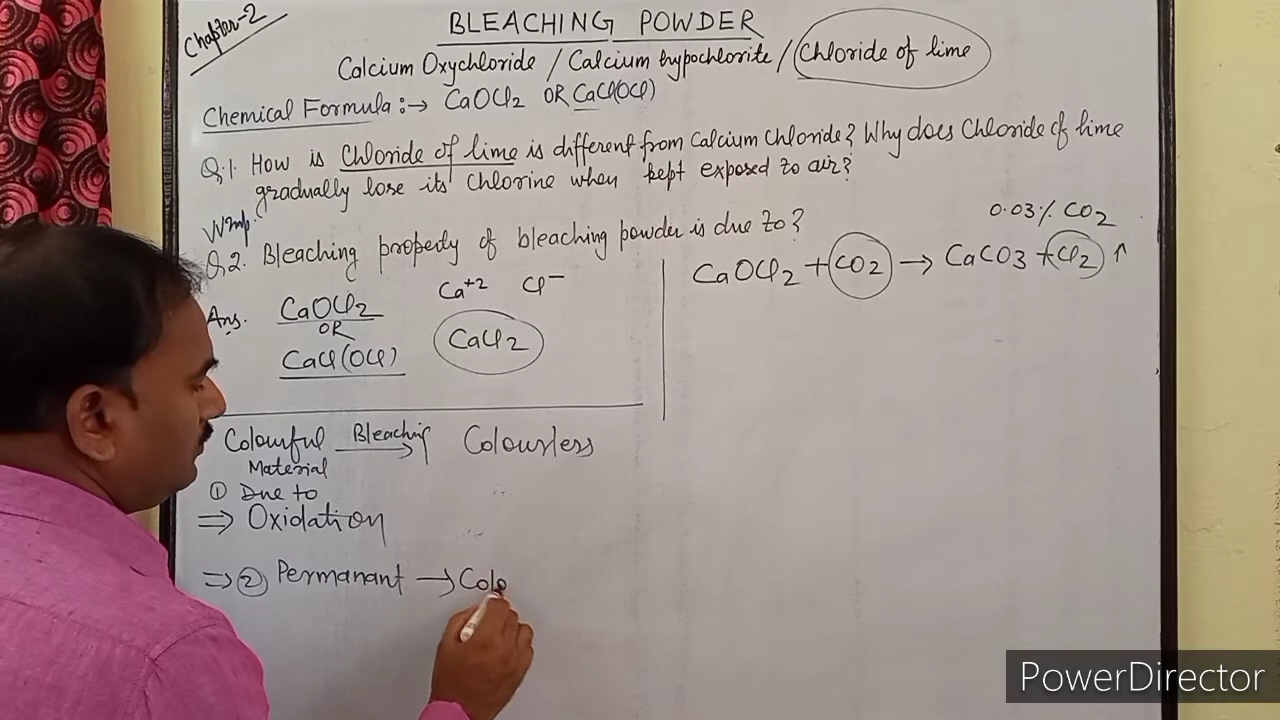 Chapter-2
BLEACHING POWDER
Calcium Oxychloride / Calcium hypochlorite / Chloride of lime
Chemical Formula :→ CaOCl2 OR CaCl(OCl)
Q.1. How is Chloride of lime is different from Calcium Chloride? Why does Chloride of lime
gradually lose its Chlorine when kept exposed to air?
VVImp.
Q.2. Bleaching property of bleaching powder is due to?
Ans. CaOCl2
OR
CaCl(OCl)
Ca+2 Cl−
CaCl2
0.03% CO2
CaOCl2 + CO2 → CaCO3 + Cl2 ↑
Colourful Bleaching Colourless
Material
① Due to
⇒ Oxidation
⇒ ② Permanant → Colo
PowerDirector